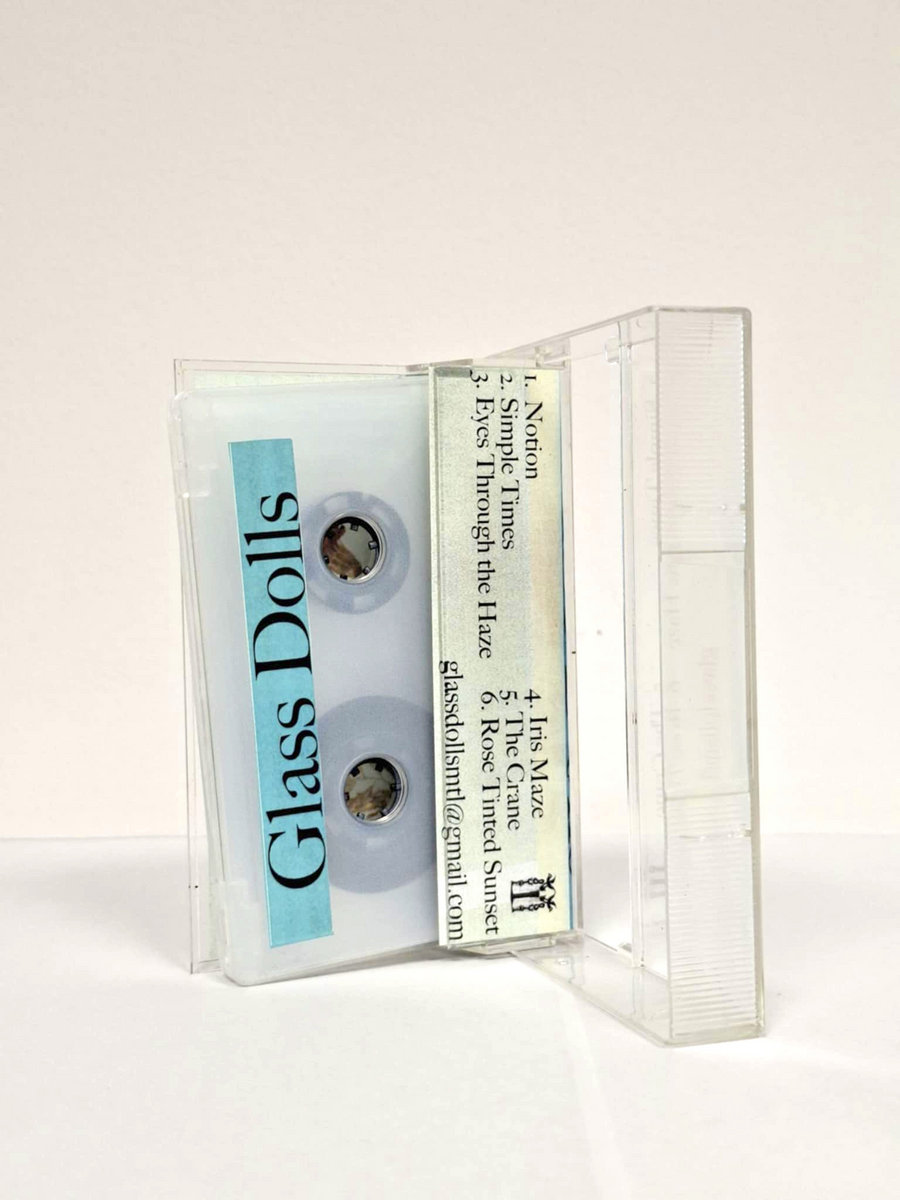 Glass Dolls
1. Notion
2. Simple Times
3. Eyes Through the Haze
4. Iris Maze
5. The Crane
6. Rose Tinted Sunset
glassdollsmtl@gmail.com